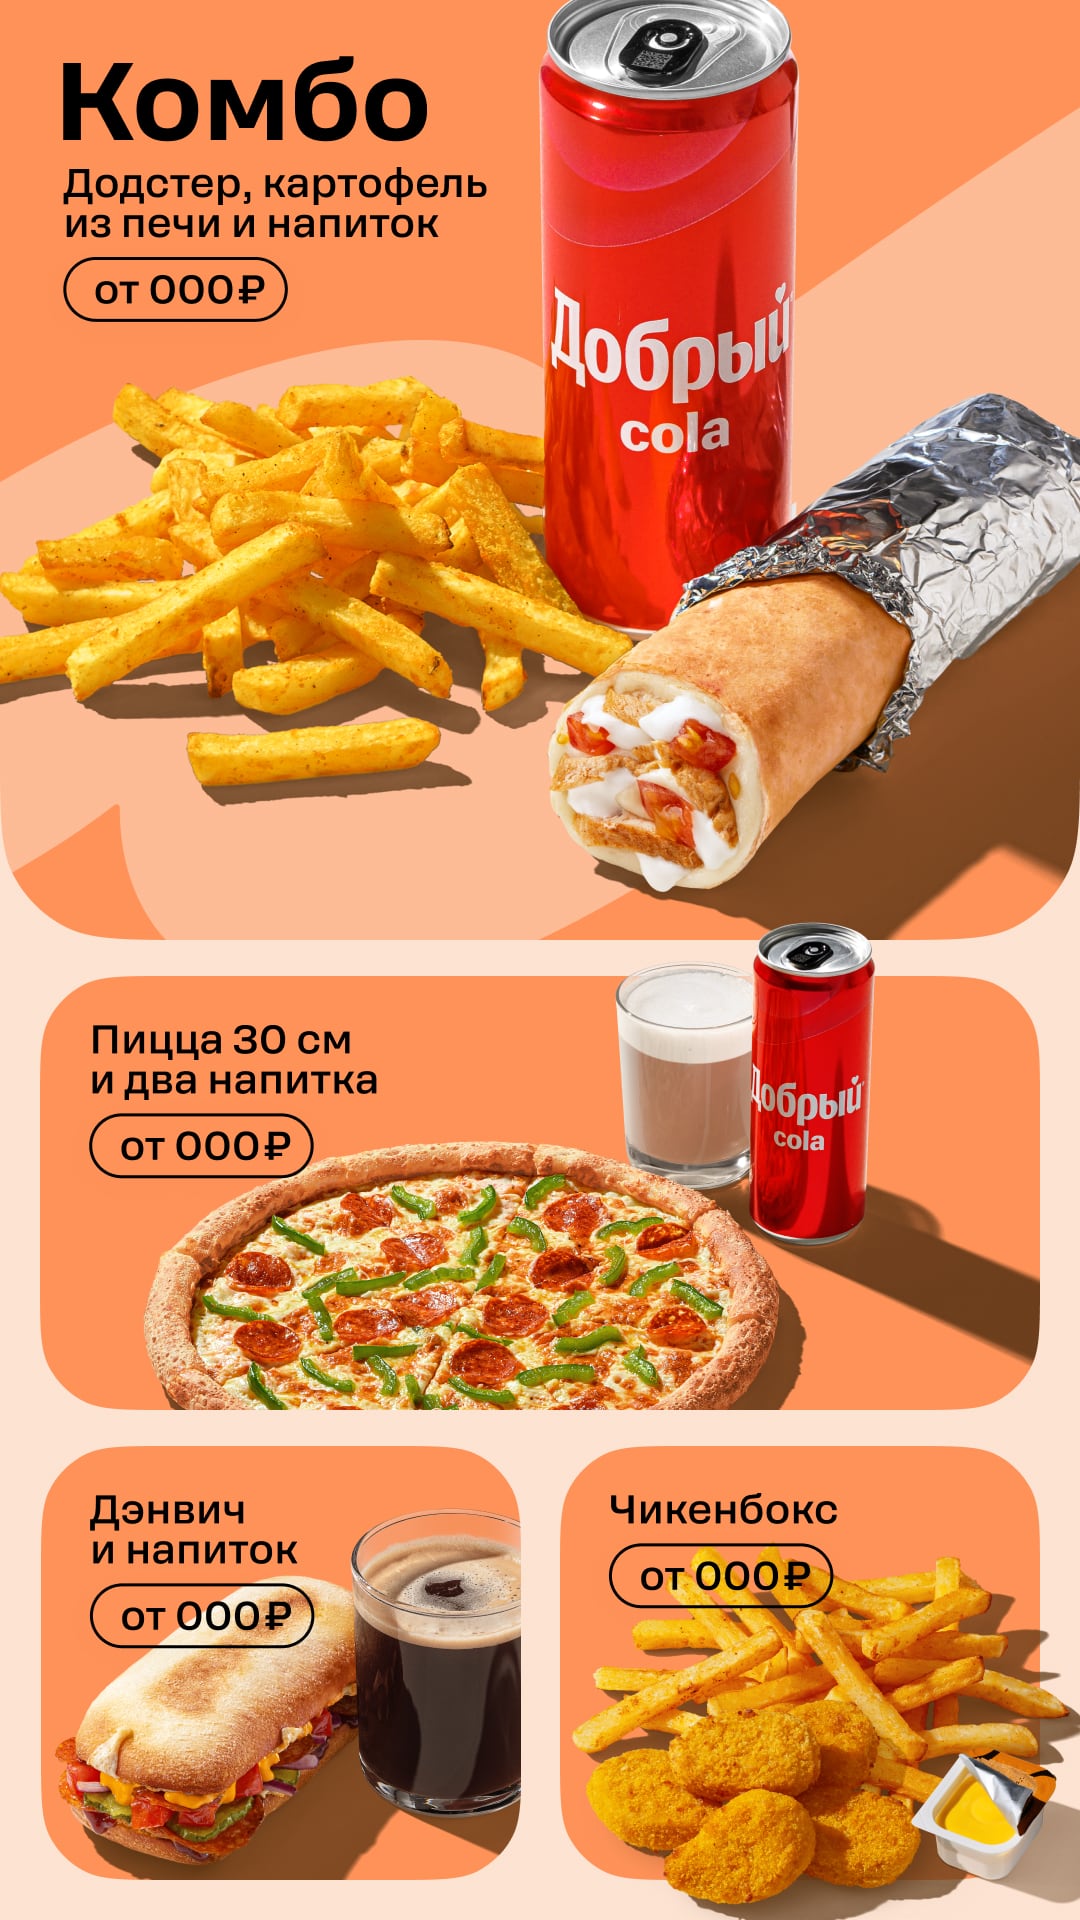 Комбо
Додстер, картофель
из печи и напиток
от 000₽
Добрый
cola
Пицца 30 см
и два напитка
от 000₽
Добрый
cola
Дэнвич
и напиток
от 000₽
Чикенбокс
от 000₽